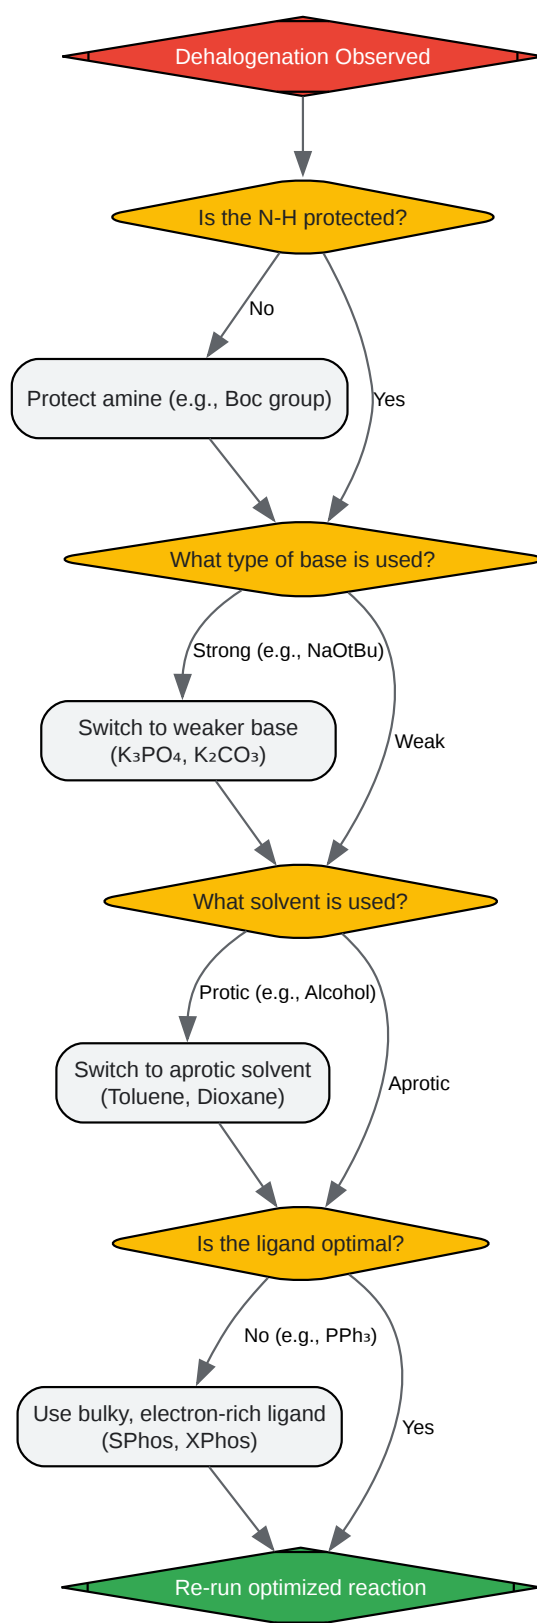 Dehalogenation Observed
Is the N-H protected?
No
Protect amine (e.g., Boc group)
Yes
What type of base is used?
Strong (e.g., NaOtBu)
Switch to weaker base
(K₃PO₄, K₂CO₃)
Weak
What solvent is used?
Protic (e.g., Alcohol)
Switch to aprotic solvent
(Toluene, Dioxane)
Aprotic
Is the ligand optimal?
No (e.g., PPh₃)
Use bulky, electron-rich ligand
(SPhos, XPhos)
Yes
Re-run optimized reaction